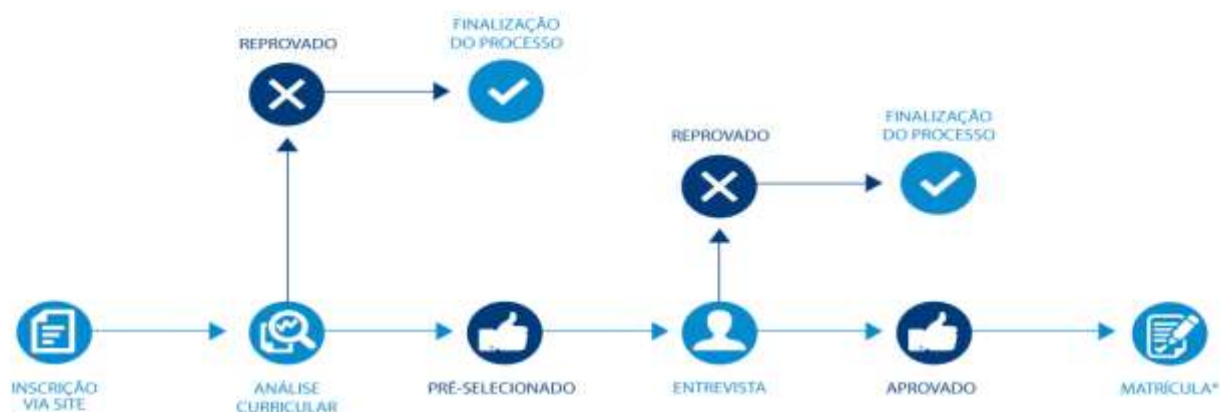 FINALIZAÇÃO
DO PROCESSO
REPROVADO
FINALIZAÇÃO
DO PROCESSO
REPROVADO
INSCRIÇÃO
VIA SITE
ANÁLISE
CURRICULAR
PRÉ-SELECIONADO
ENTREVISTA
APROVADO
MATRÍCULA*